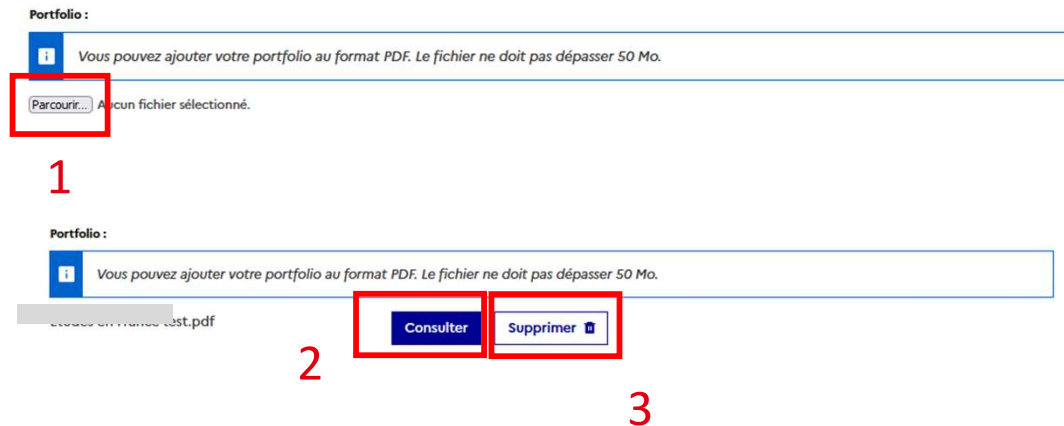 Portfolio :
i Vous pouvez ajouter votre portfolio au format PDF. Le fichier ne doit pas dépasser 50 Mo.
Parcourir... Aucun fichier sélectionné.
1
Portfolio :
i Vous pouvez ajouter votre portfolio au format PDF. Le fichier ne doit pas dépasser 50 Mo.
test.pdf Consulter Supprimer
2
3